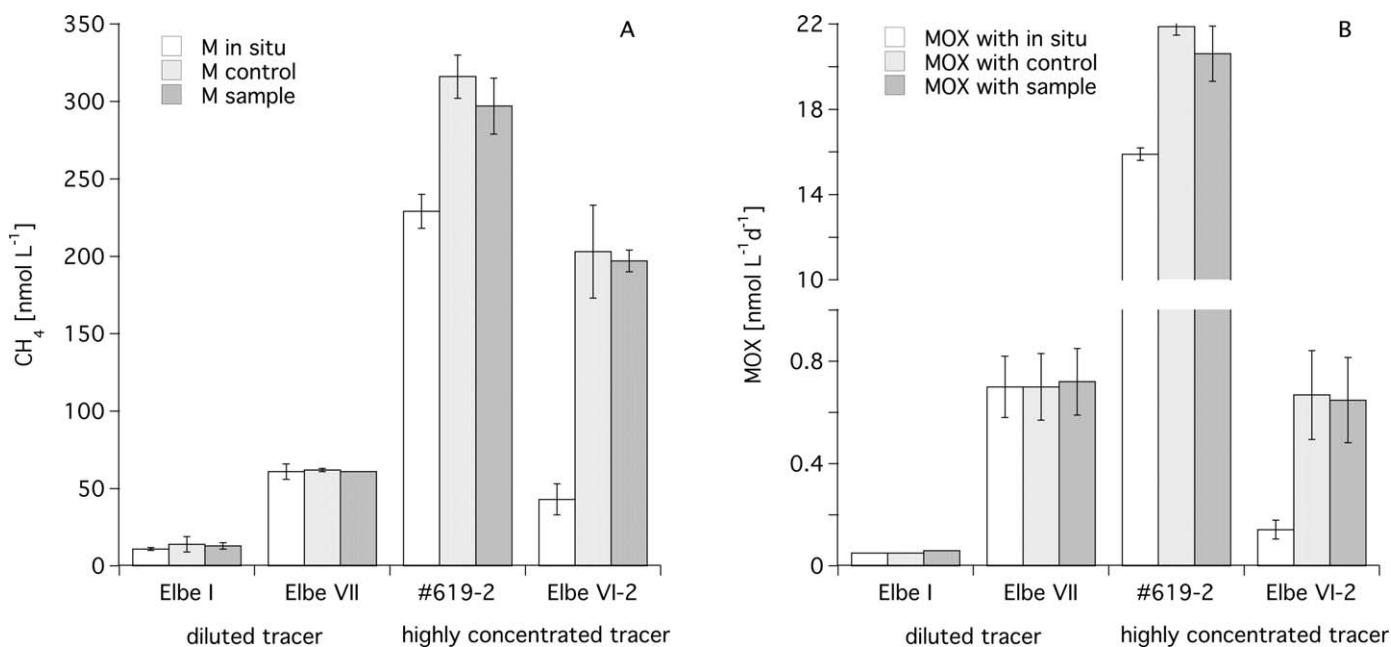 A
M in situ
M control
M sample
CH4 [nmol L-1]
350
300
250
200
150
100
50
0
Elbe I Elbe VII #619-2 Elbe VI-2
diluted tracer highly concentrated tracer
B
MOX with in situ
MOX with control
MOX with sample
MOX [nmol L-1d-1]
22
18
14
10
0.8
0.4
0
Elbe I Elbe VII #619-2 Elbe VI-2
diluted tracer highly concentrated tracer